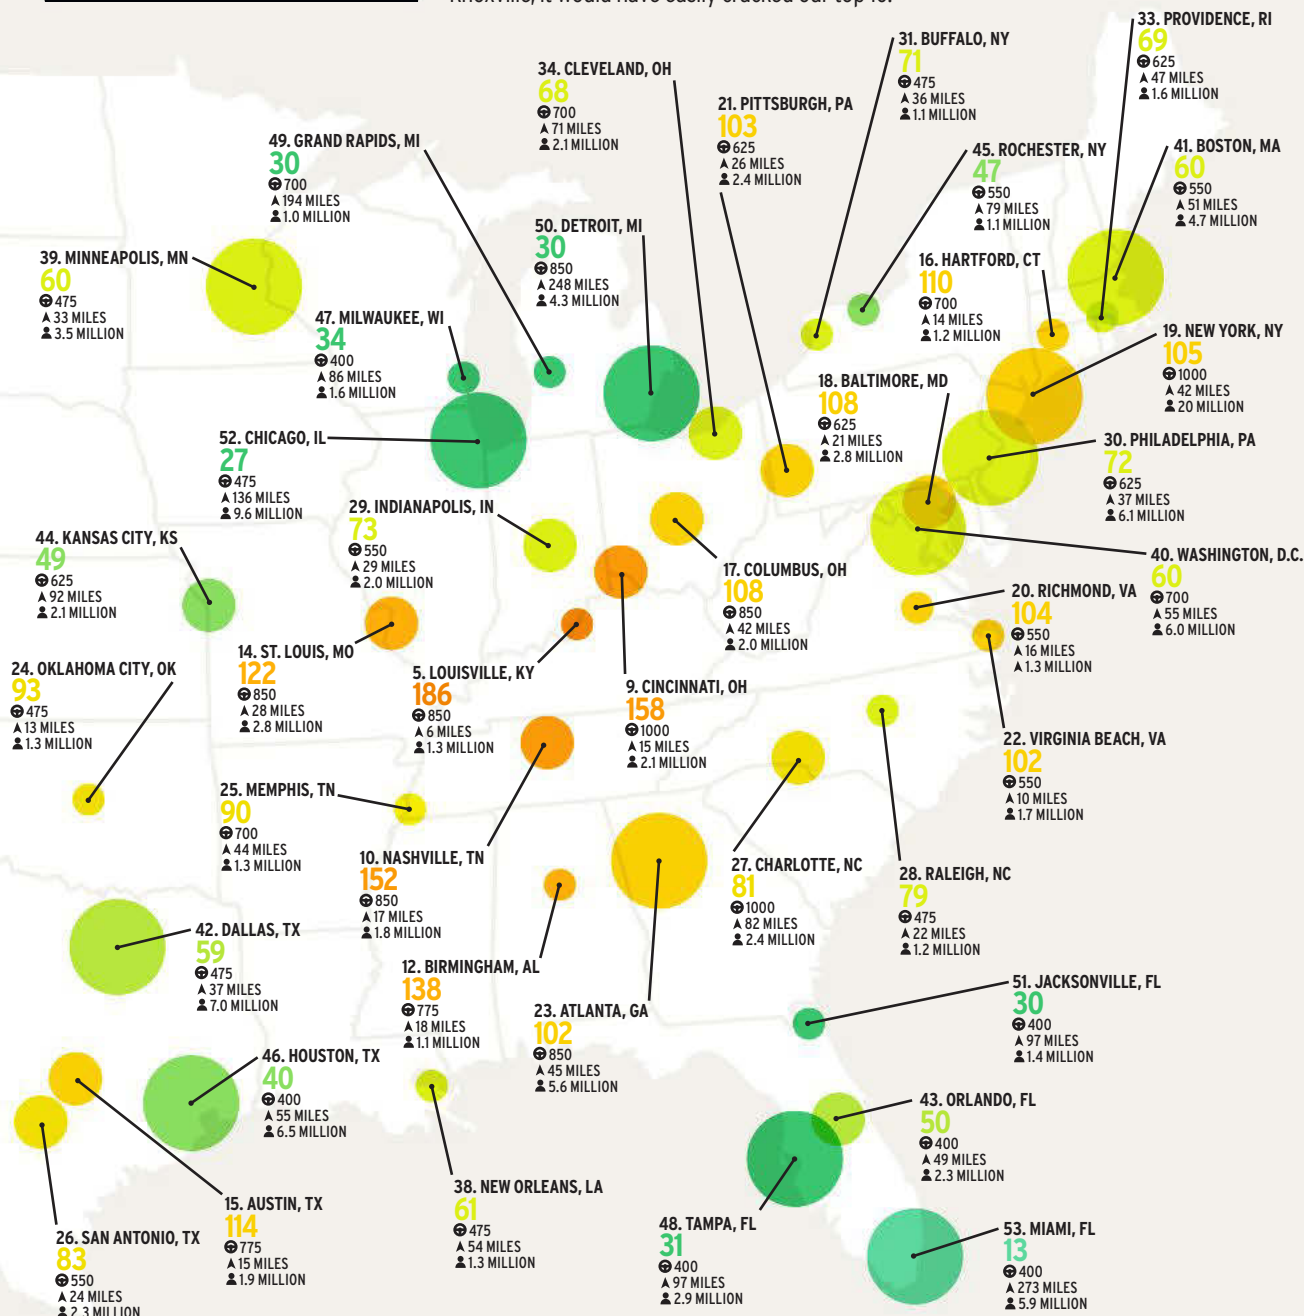 Knoxville, it would have easily cracked our top 10.
33. PROVIDENCE, RI
69
625
47 MILES
1.6 MILLION
31. BUFFALO, NY
71
475
36 MILES
1.1 MILLION
34. CLEVELAND, OH
68
700
71 MILES
2.1 MILLION
21. PITTSBURGH, PA
103
625
26 MILES
2.4 MILLION
49. GRAND RAPIDS, MI
30
700
194 MILES
1.0 MILLION
45. ROCHESTER, NY
47
550
79 MILES
1.1 MILLION
41. BOSTON, MA
60
550
51 MILES
4.7 MILLION
50. DETROIT, MI
30
850
248 MILES
4.3 MILLION
39. MINNEAPOLIS, MN
60
475
33 MILES
3.5 MILLION
16. HARTFORD, CT
110
700
14 MILES
1.2 MILLION
47. MILWAUKEE, WI
34
400
86 MILES
1.6 MILLION
19. NEW YORK, NY
105
1000
42 MILES
20 MILLION
18. BALTIMORE, MD
108
625
21 MILES
2.8 MILLION
52. CHICAGO, IL
27
475
136 MILES
9.6 MILLION
30. PHILADELPHIA, PA
72
625
37 MILES
6.1 MILLION
29. INDIANAPOLIS, IN
73
550
29 MILES
2.0 MILLION
44. KANSAS CITY, KS
49
625
92 MILES
2.1 MILLION
40. WASHINGTON, D.C.
60
700
55 MILES
6.0 MILLION
17. COLUMBUS, OH
108
850
42 MILES
2.0 MILLION
20. RICHMOND, VA
104
550
16 MILES
1.3 MILLION
14. ST. LOUIS, MO
122
850
28 MILES
2.8 MILLION
24. OKLAHOMA CITY, OK
93
475
13 MILES
1.3 MILLION
5. LOUISVILLE, KY
186
850
6 MILES
1.3 MILLION
9. CINCINNATI, OH
158
1000
15 MILES
2.1 MILLION
22. VIRGINIA BEACH, VA
102
550
10 MILES
1.7 MILLION
25. MEMPHIS, TN
90
700
44 MILES
1.3 MILLION
10. NASHVILLE, TN
152
850
17 MILES
1.8 MILLION
27. CHARLOTTE, NC
81
1000
82 MILES
2.4 MILLION
28. RALEIGH, NC
79
475
22 MILES
1.2 MILLION
42. DALLAS, TX
59
475
37 MILES
7.0 MILLION
12. BIRMINGHAM, AL
138
775
18 MILES
1.1 MILLION
51. JACKSONVILLE, FL
30
400
97 MILES
1.4 MILLION
23. ATLANTA, GA
102
850
45 MILES
5.6 MILLION
46. HOUSTON, TX
40
400
55 MILES
6.5 MILLION
43. ORLANDO, FL
50
400
49 MILES
2.3 MILLION
38. NEW ORLEANS, LA
61
475
54 MILES
1.3 MILLION
15. AUSTIN, TX
114
775
15 MILES
1.9 MILLION
48. TAMPA, FL
31
400
97 MILES
2.9 MILLION
53. MIAMI, FL
13
400
273 MILES
5.9 MILLION
26. SAN ANTONIO, TX
83
550
24 MILES
2.3 MILLION